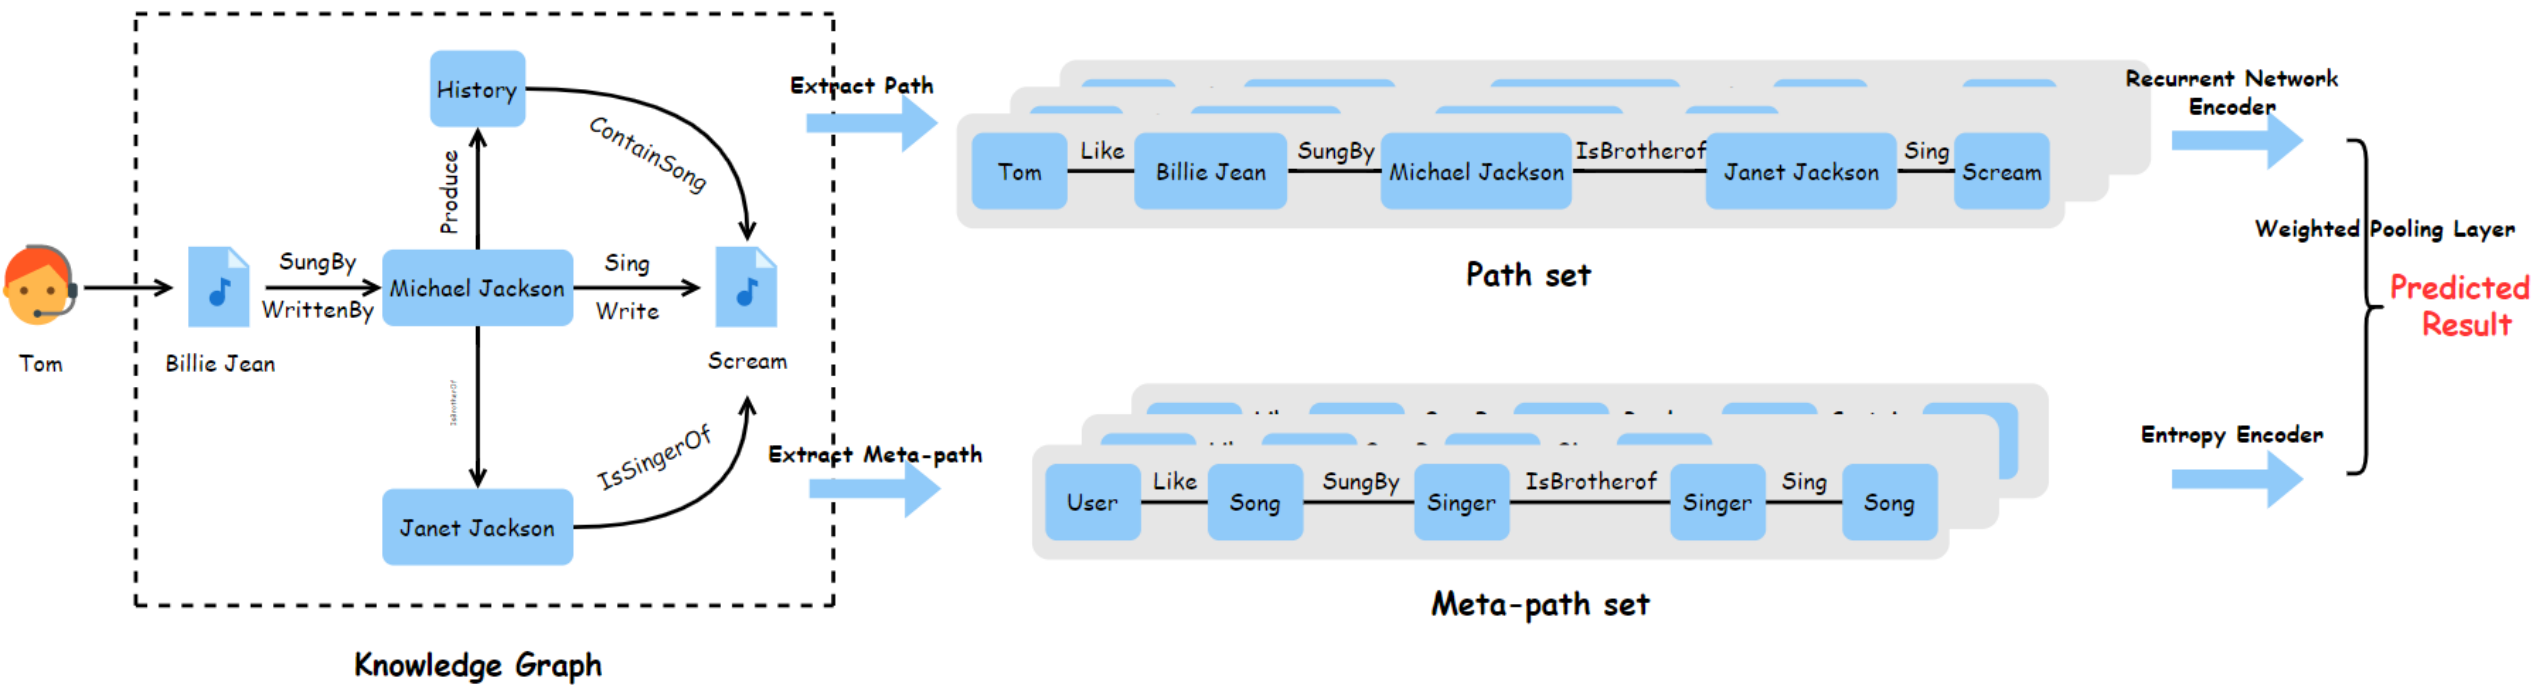 History
ContainSong
Produce
Tom
Billie Jean
SungBy
WrittenBy
Michael Jackson
Sing
Write
Scream
IsBrotherOf
Janet Jackson
IsSingerOf
Knowledge Graph
Extract Path
Extract Meta-path
Tom
Like
Billie Jean
SungBy
Michael Jackson
IsBrotherof
Janet Jackson
Sing
Scream
Path set
User
Like
Song
SungBy
Singer
IsBrotherof
Singer
Sing
Song
Meta-path set
Recurrent Network
Encoder
Entropy Encoder
Weighted Pooling Layer
Predicted
Result